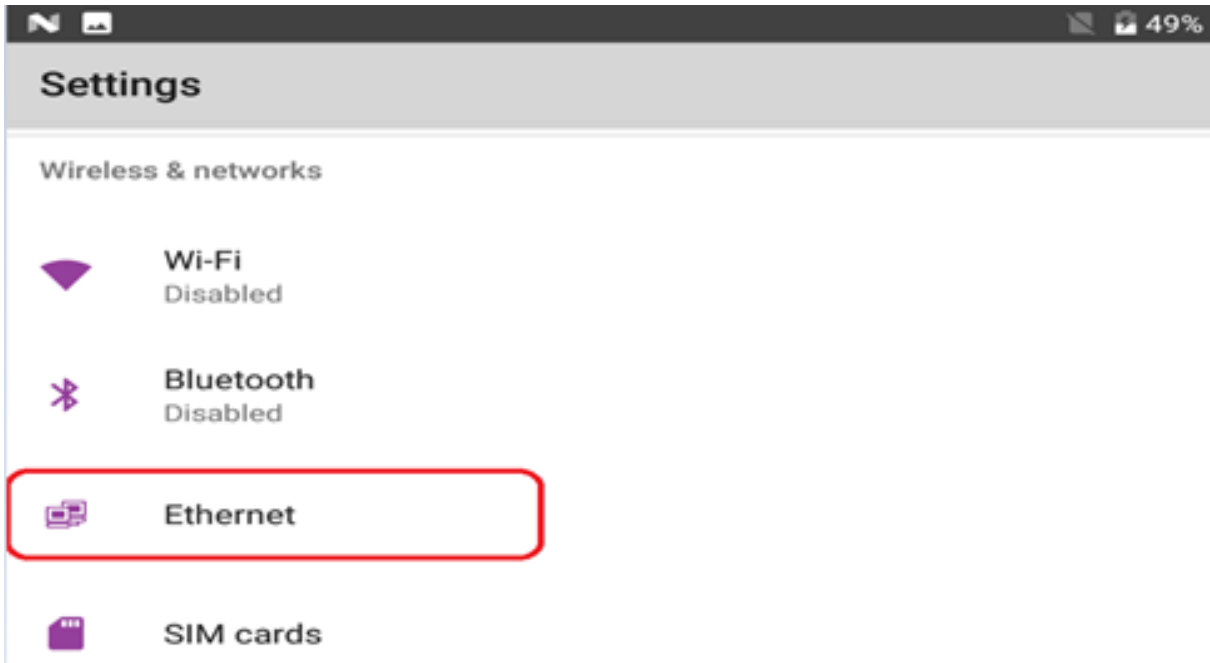 49%
Settings
Wireless & networks
Wi-Fi
Disabled
Bluetooth
Disabled
Ethernet
SIM cards